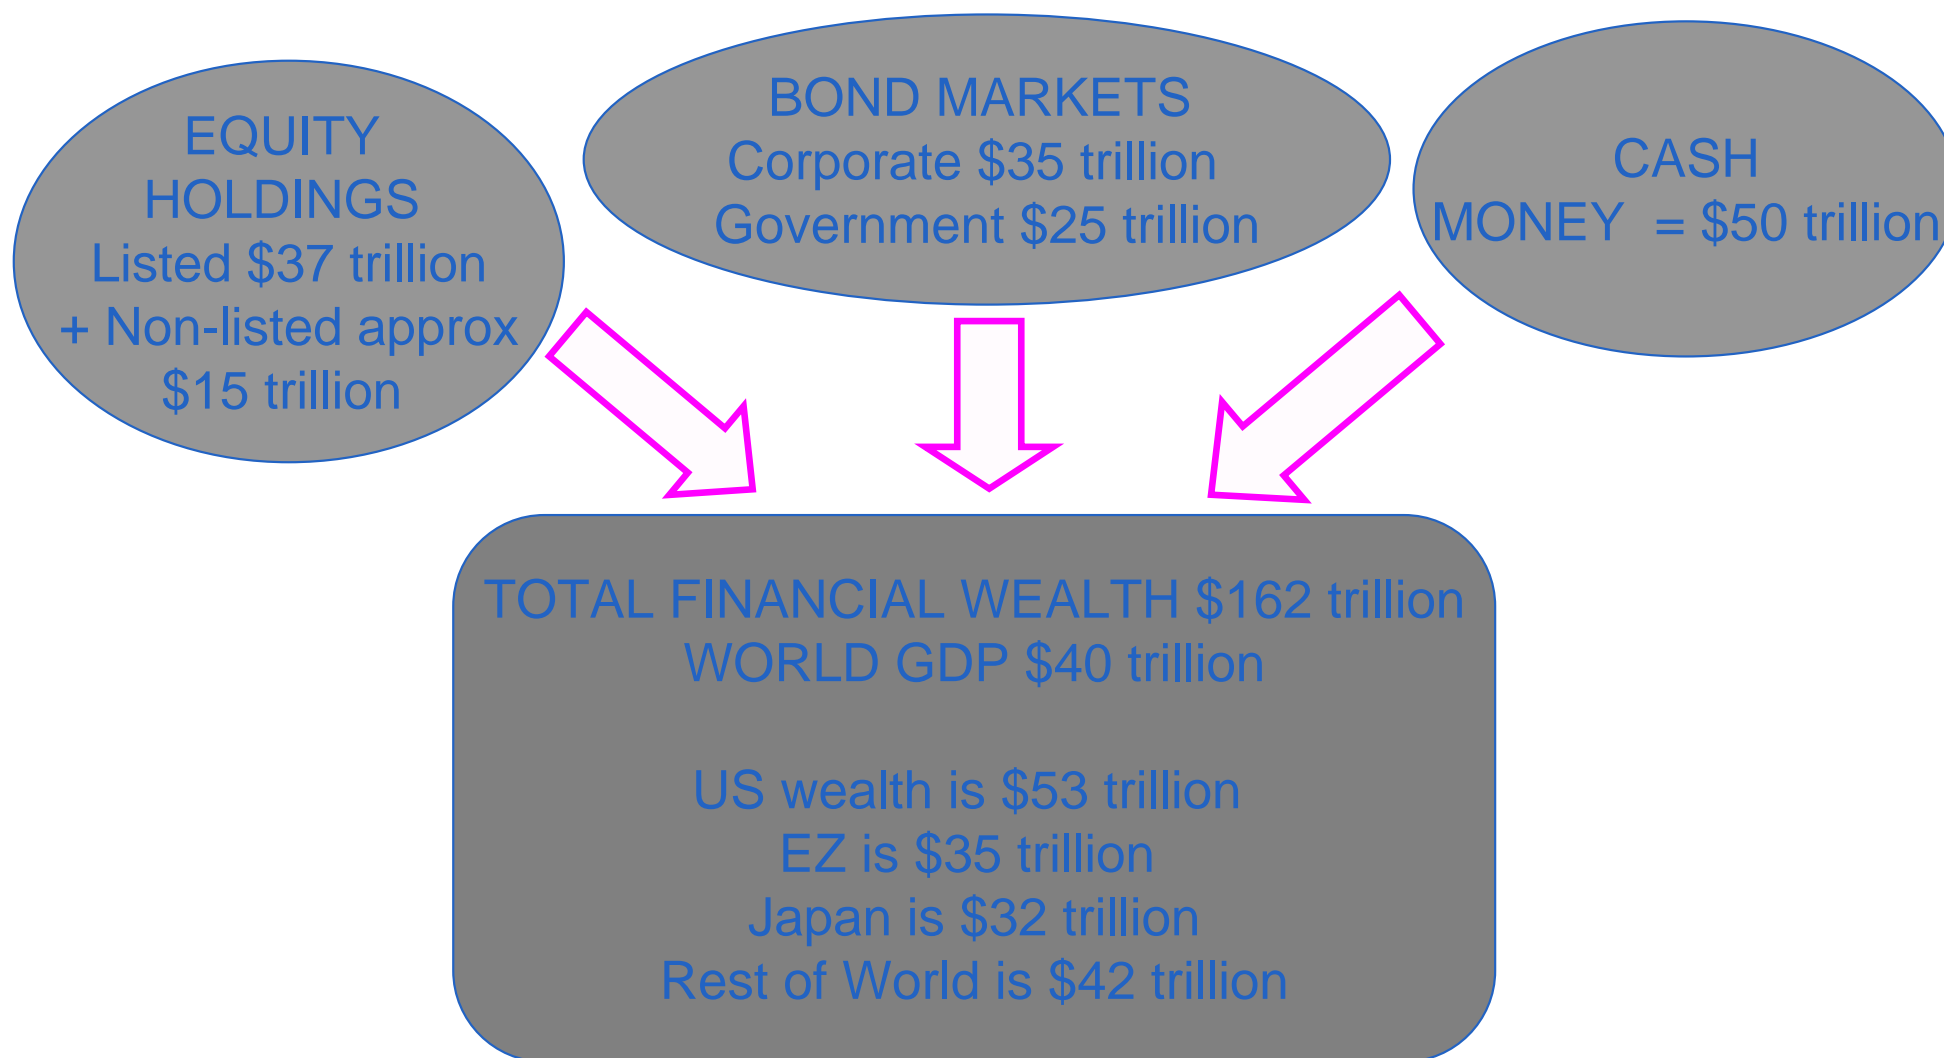 EQUITY
HOLDINGS
Listed $37 trillion
+ Non-listed approx
$15 trillion
BOND MARKETS
Corporate $35 trillion
Government $25 trillion
CASH
MONEY = $50 trillion
TOTAL FINANCIAL WEALTH $162 trillion
WORLD GDP $40 trillion
US wealth is $53 trillion
EZ is $35 trillion
Japan is $32 trillion
Rest of World is $42 trillion